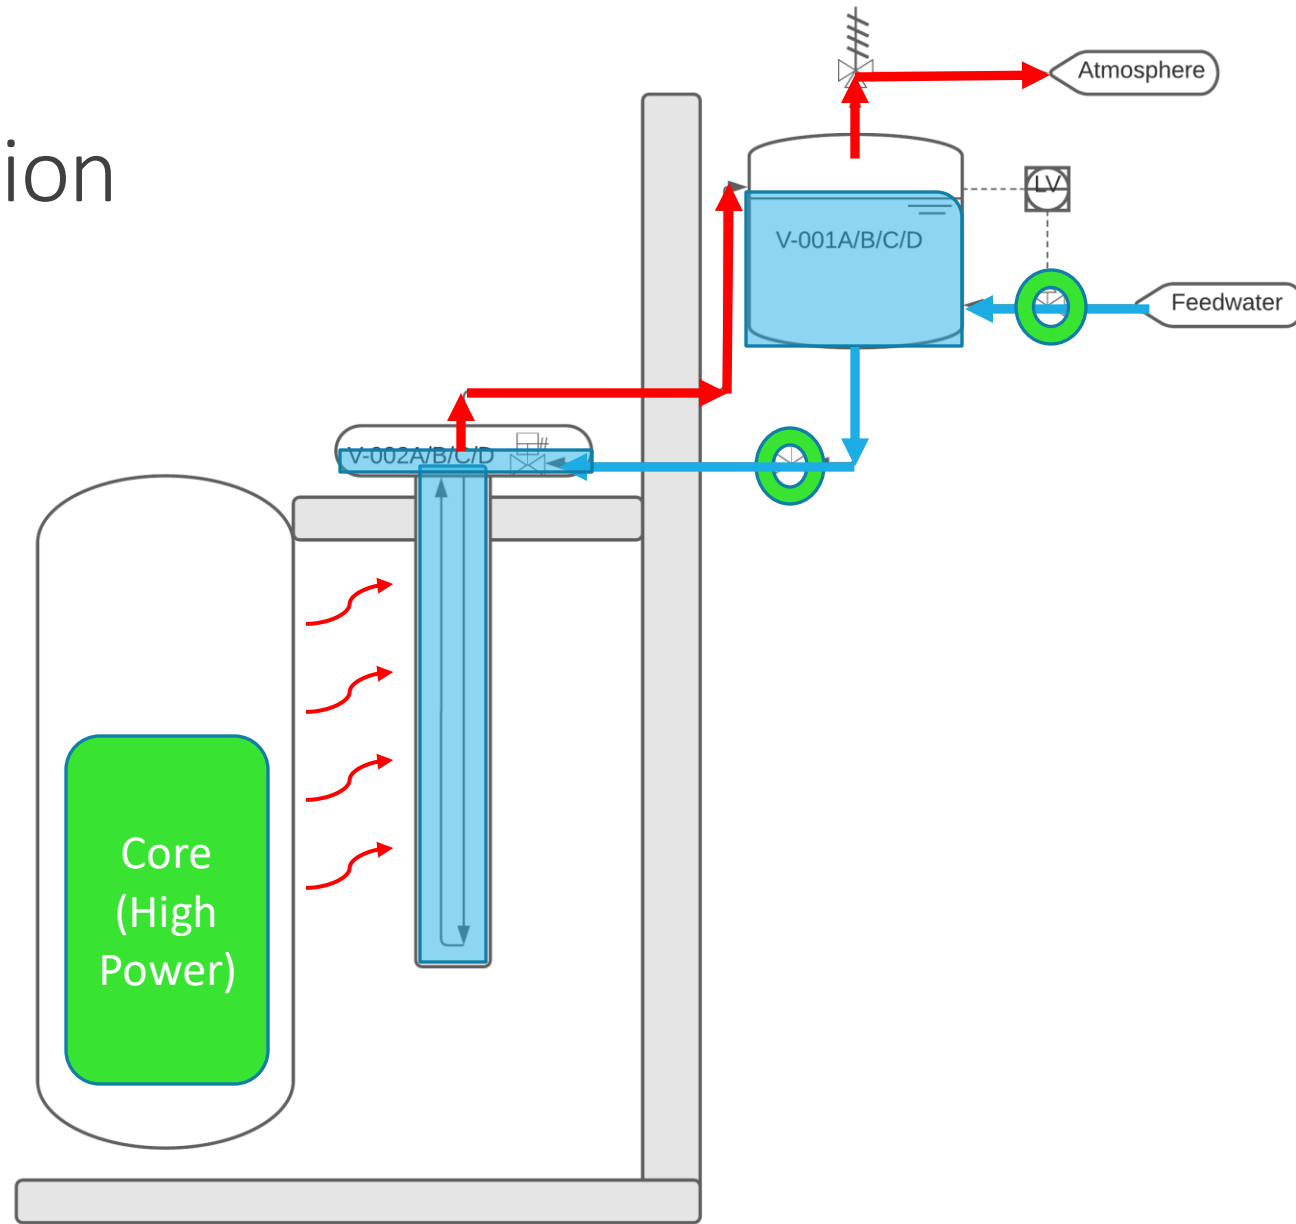 ion
Atmosphere
LV
V-001A/B/C/D
Feedwater
V-002A/B/C/D
Core
(High
Power)